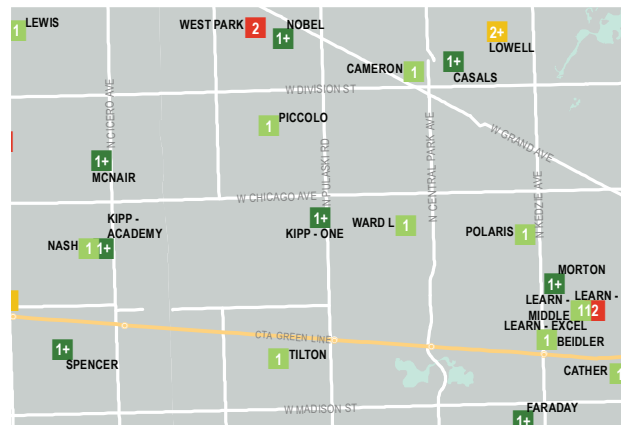 1 LEWIS
WEST PARK 2
NOBEL
1+
2+
LOWELL
CAMERON 1
1+
CASALS
W DIVISION ST
N CICERO AVE
1 PICCOLO
N PULASKI RD
N CENTRAL PARK AVE
W GRAND AVE
1+
MCNAIR
W CHICAGO AVE
N KEDZIE AVE
KIPP -
ACADEMY
NASH 1 1+
1+
KIPP - ONE
WARD L 1
POLARIS 1
1+
MORTON
LEARN - LEARN -
MIDDLE 11 2
LEARN - EXCEL
1 BEIDLER
CTA GREEN LINE
1+
SPENCER
1 TILTON
CATHER 1
W MADISON ST
FARADAY
1+